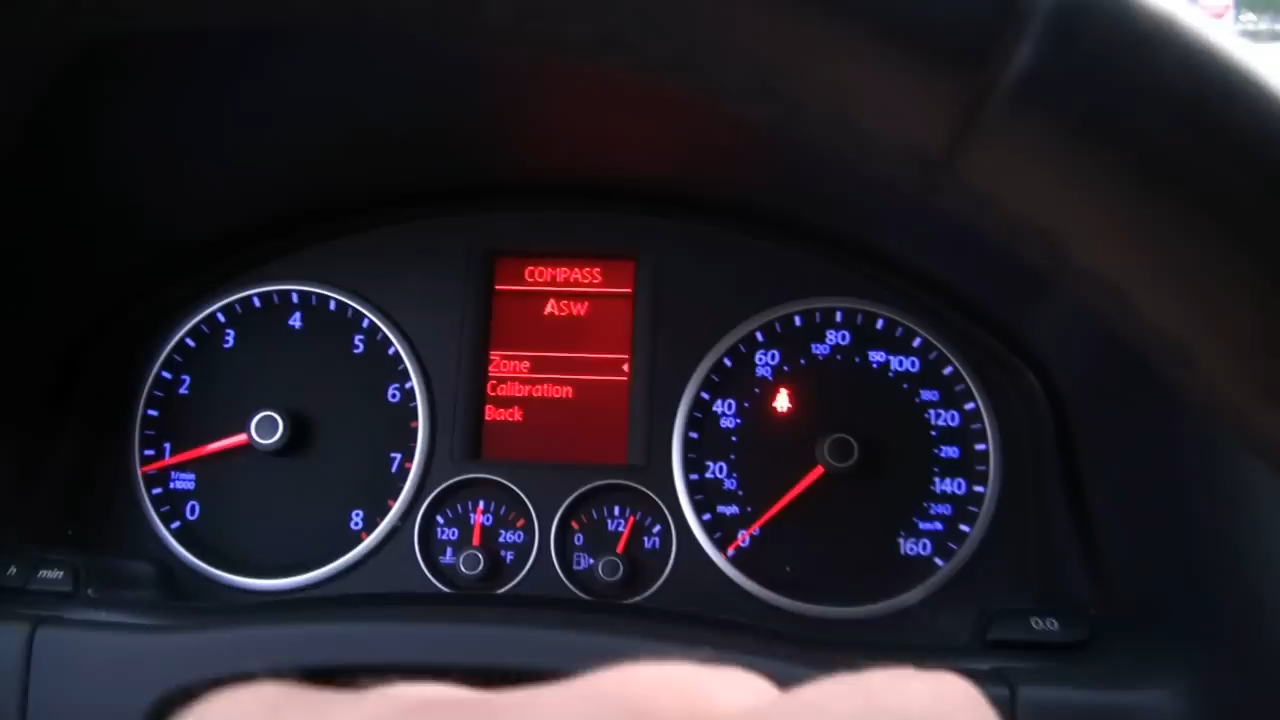 COMPASS
ASW
Zone
Calibration
Back
0
1
2
3
4
5
6
7
8
1/min
x1000
120
190
260
°F
0
1/2
1/1
0
20
40
60
80
100
120
140
160
mph
30
60
90
120
150
180
210
240
km/h
h
min
0.0